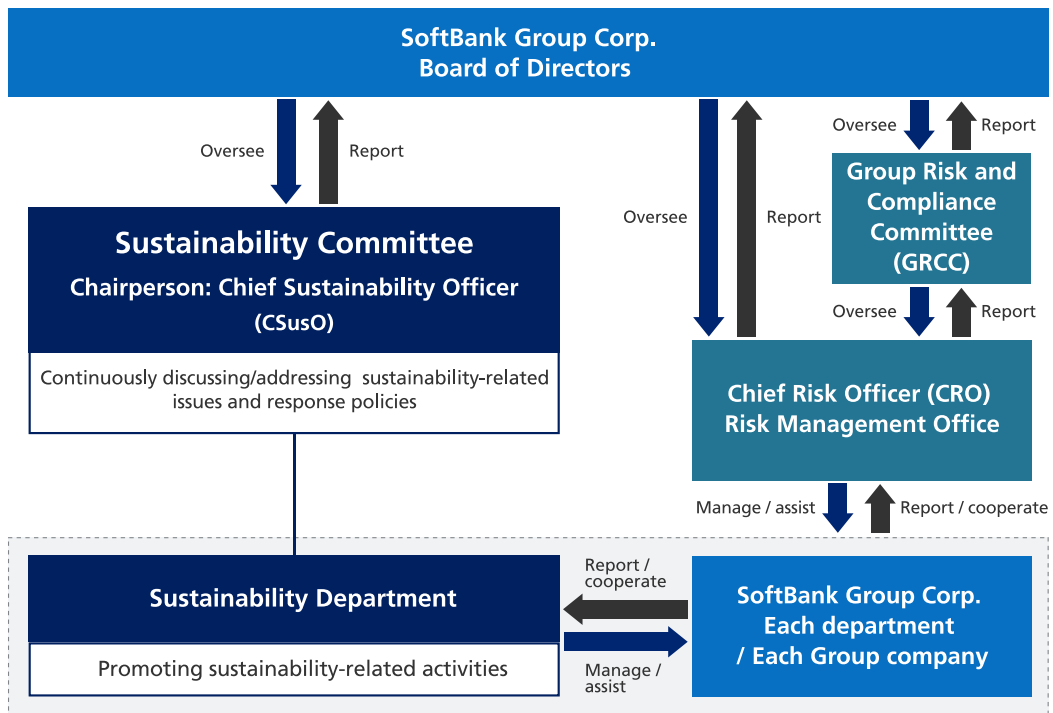 SoftBank Group Corp.
Board of Directors
Oversee
Report
Oversee
Report
Oversee
Report
Group Risk and
Compliance
Committee
(GRCC)
Sustainability Committee
Chairperson: Chief Sustainability Officer
(CSusO)
Oversee
Report
Continuously discussing/addressing sustainability-related
issues and response policies
Chief Risk Officer (CRO)
Risk Management Office
Manage / assist
Report / cooperate
Sustainability Department
Promoting sustainability-related activities
Report /
cooperate
Manage /
assist
SoftBank Group Corp.
Each department
/ Each Group company